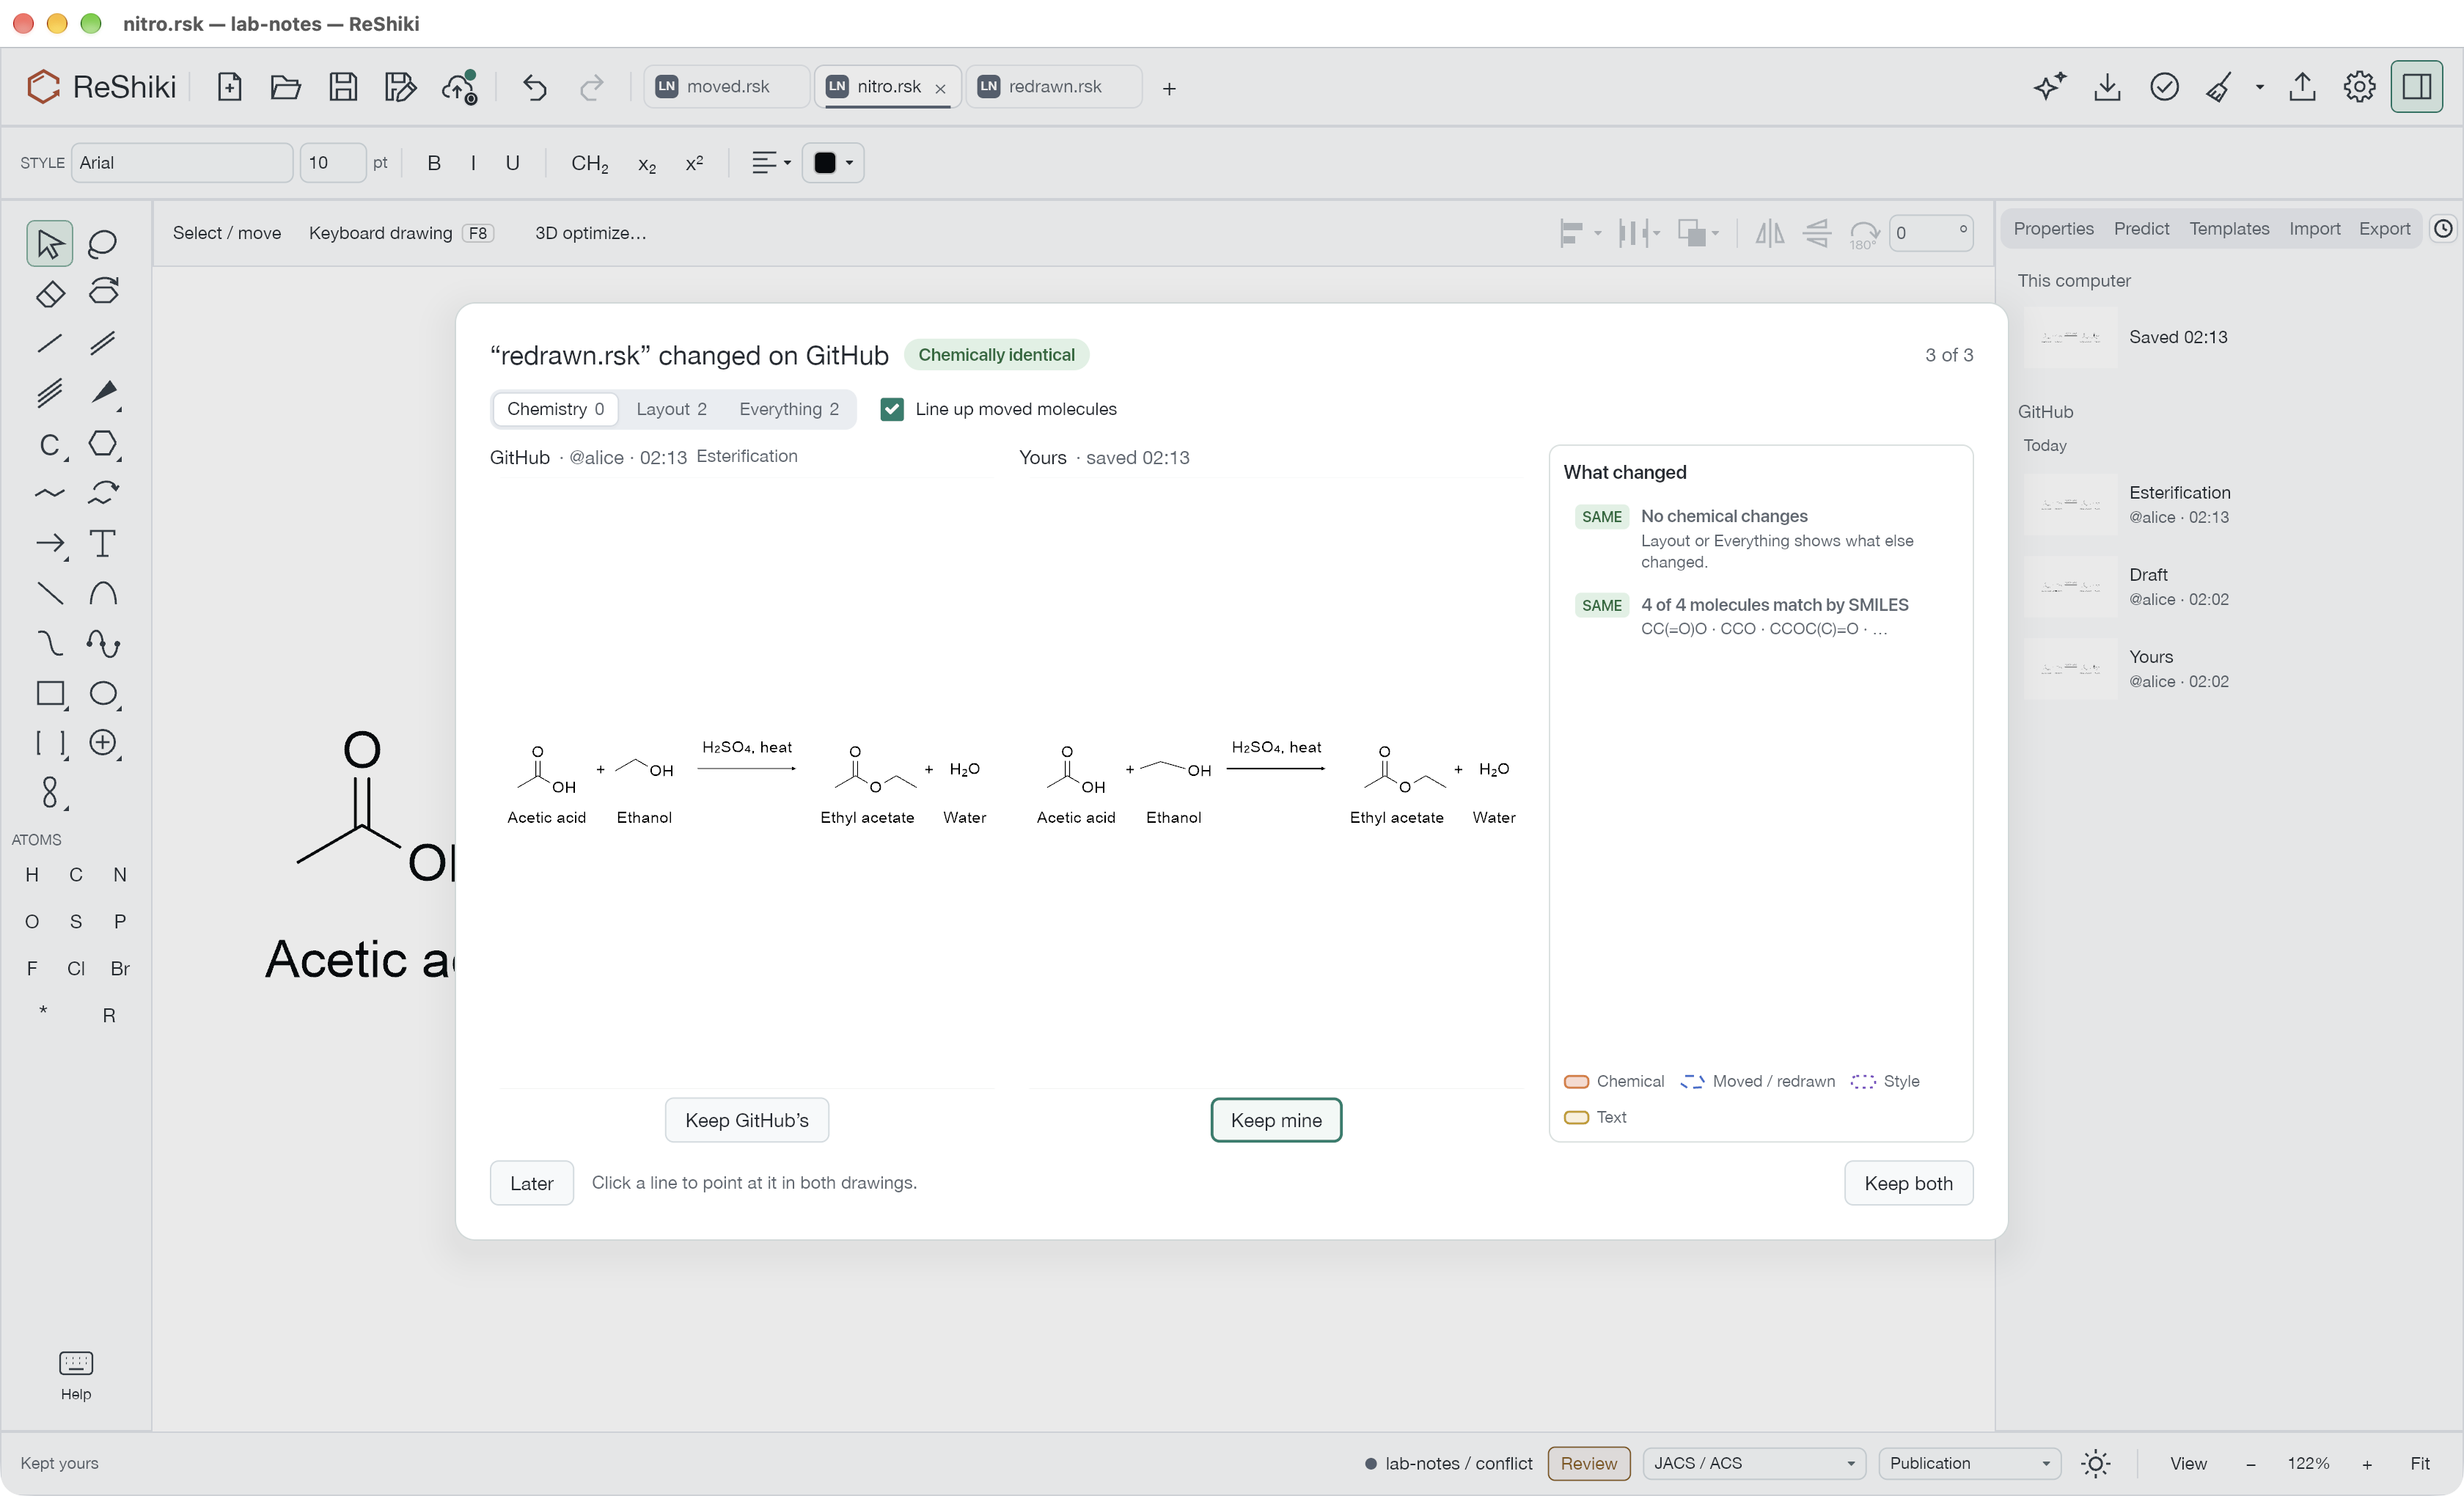 nitro.rsk — lab-notes — ReShiki
ReShiki
LN moved.rsk
LN nitro.rsk ×
LN redrawn.rsk
+
STYLE Arial 10 pt B I U CH₂ x₂ x²
Select / move Keyboard drawing F8 3D optimize…
180° 0 °
Properties Predict Templates Import Export
This computer
Saved 02:13
GitHub
Today
Esterification
@alice · 02:13
Draft
@alice · 02:02
Yours
@alice · 02:02
C
T
ATOMS
H C N
O S P
F Cl Br
* R
Help
O
Acetic a
“redrawn.rsk” changed on GitHub Chemically identical 3 of 3
Chemistry 0 Layout 2 Everything 2 Line up moved molecules
GitHub · @alice · 02:13 Esterification
Yours · saved 02:13
O
OH
+
OH
H₂SO₄, heat
O
O
+
H₂O
Acetic acid Ethanol Ethyl acetate Water
O
OH
+
OH
H₂SO₄, heat
O
O
+
H₂O
Acetic acid Ethanol Ethyl acetate Water
What changed
SAME No chemical changes
Layout or Everything shows what else
changed.
SAME 4 of 4 molecules match by SMILES
CC(=O)O · CCO · CCOC(C)=O · …
Chemical Moved / redrawn Style
Text
Keep GitHub’s
Keep mine
Later Click a line to point at it in both drawings.
Keep both
Kept yours
lab-notes / conflict Review JACS / ACS Publication View − 122% + Fit